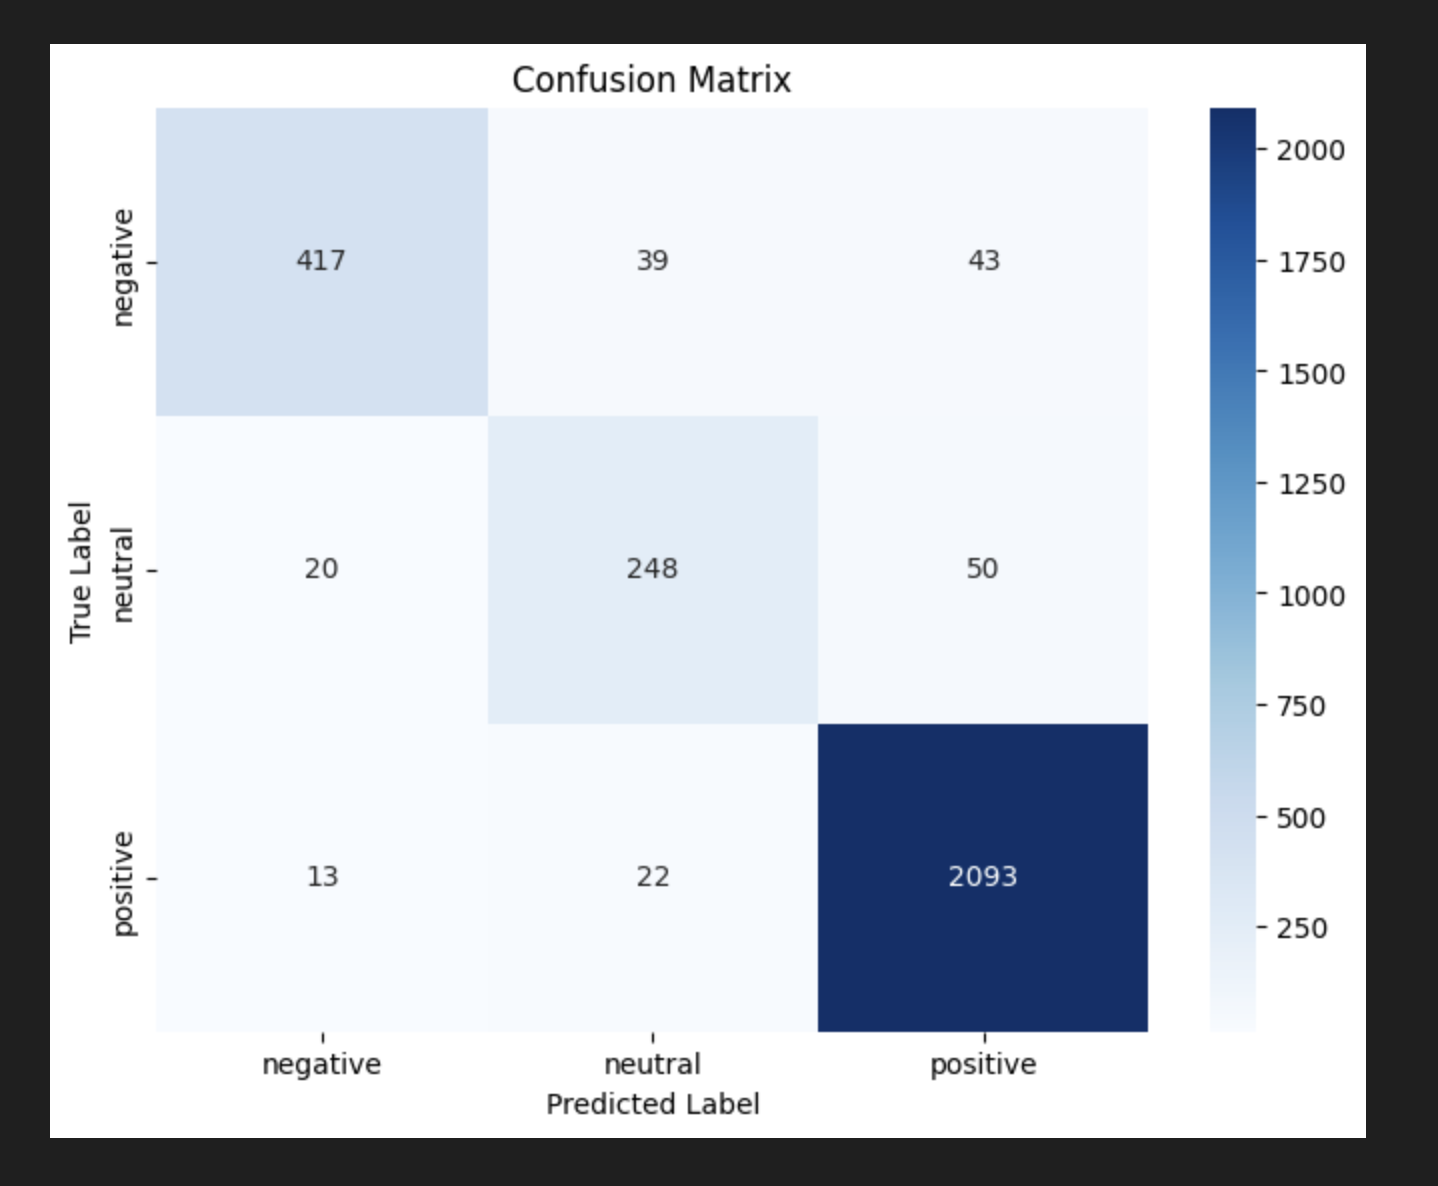 Confusion Matrix
negative
417 39 43
True Label
neutral
20 248 50
positive
13 22 2093
negative neutral positive
Predicted Label
2000
1750
1500
1250
1000
750
500
250